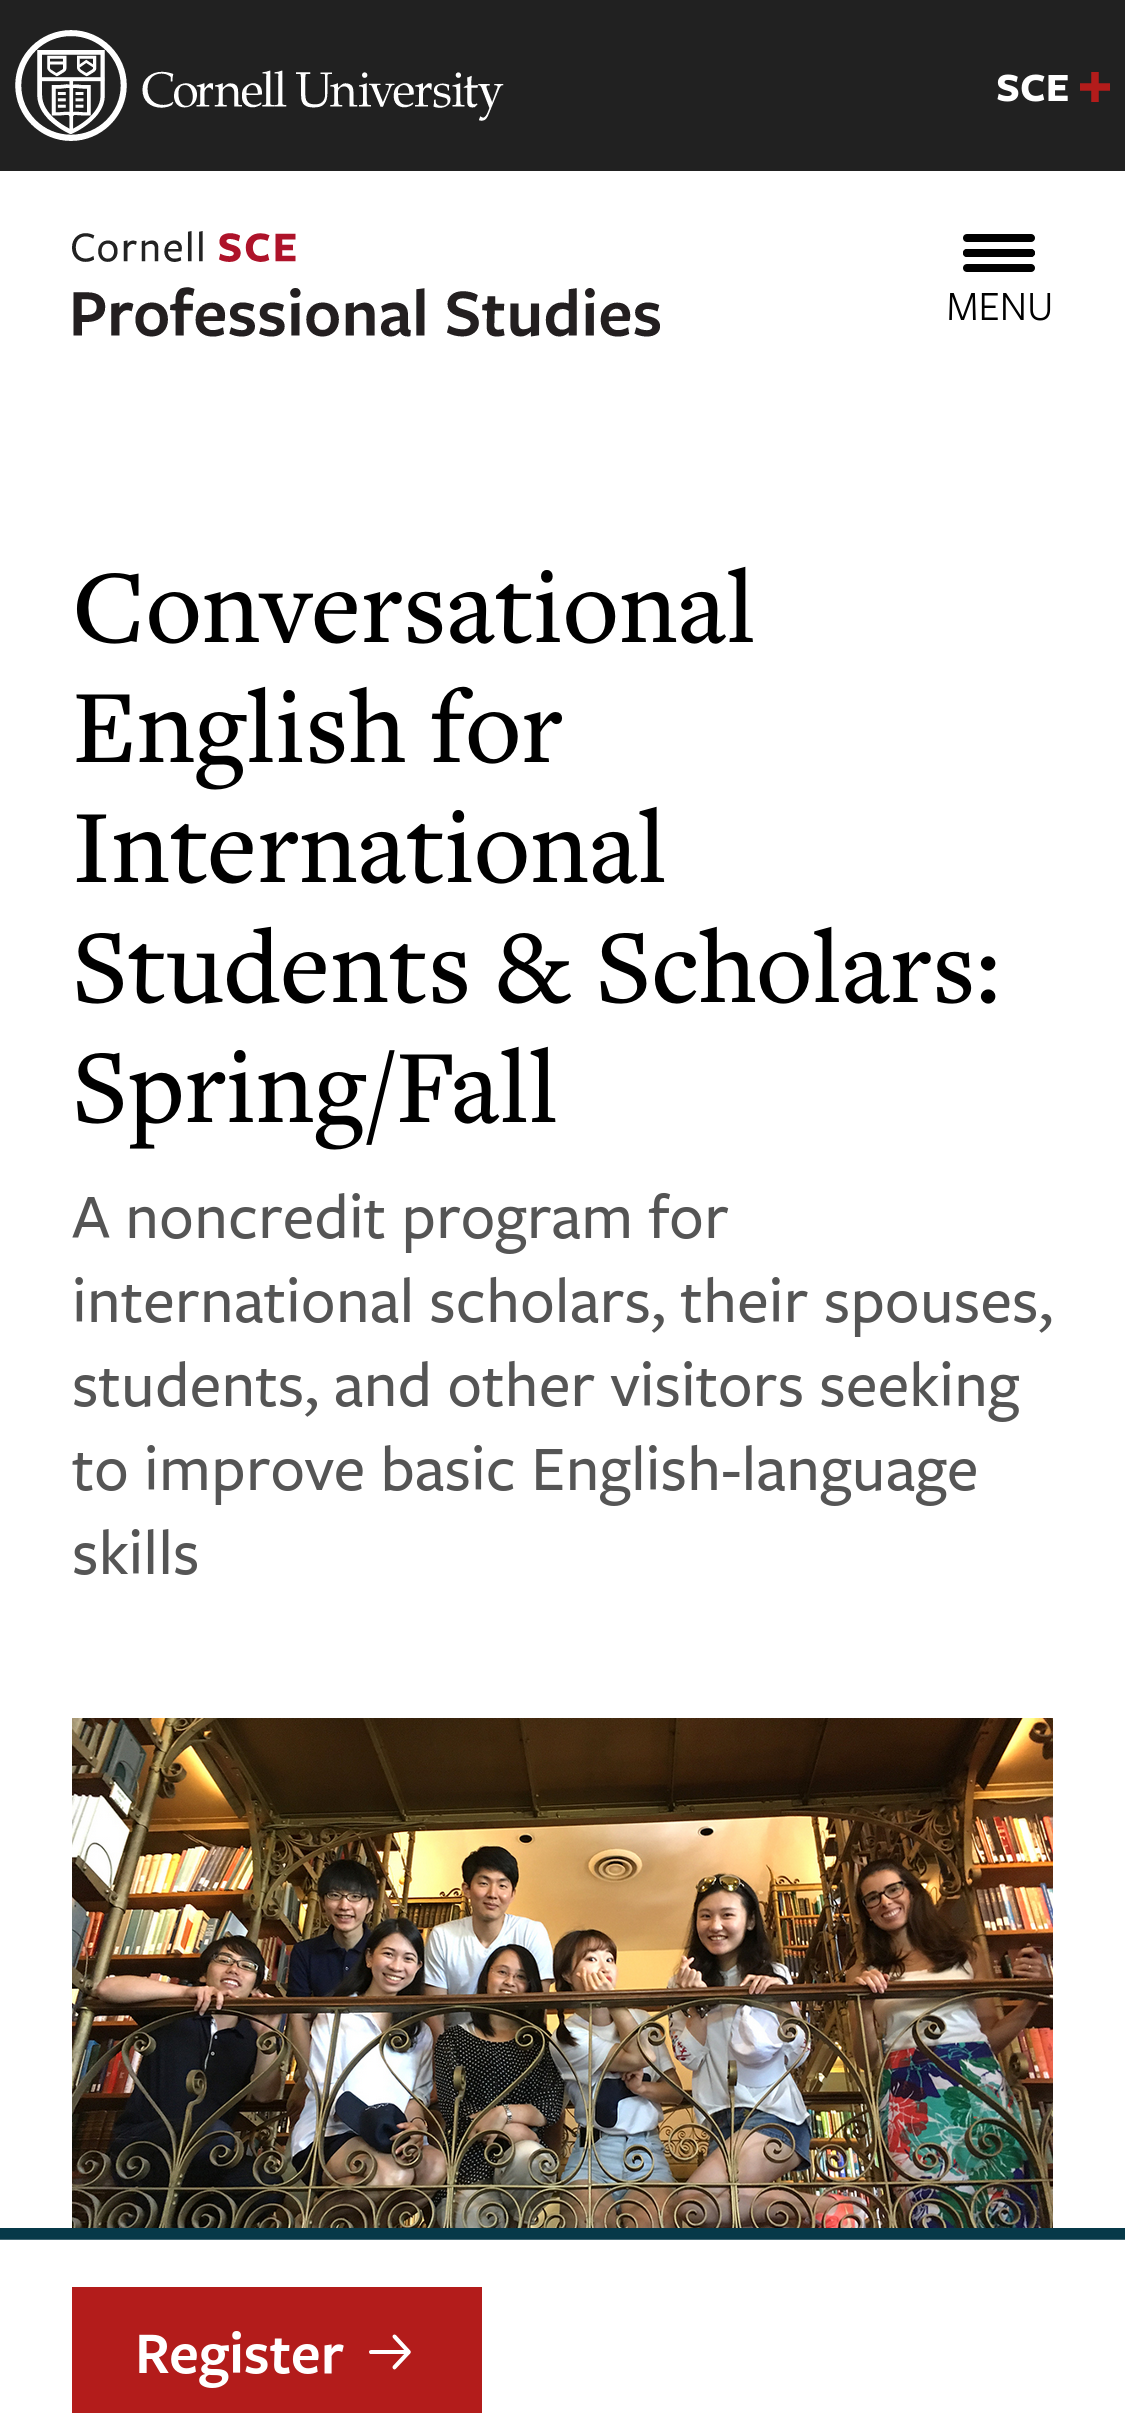 Cornell University
SCE +
Cornell SCE
Professional Studies
MENU
Conversational
English for
International
Students & Scholars:
Spring/Fall
A noncredit program for
international scholars, their spouses,
students, and other visitors seeking
to improve basic English-language
skills
Register →